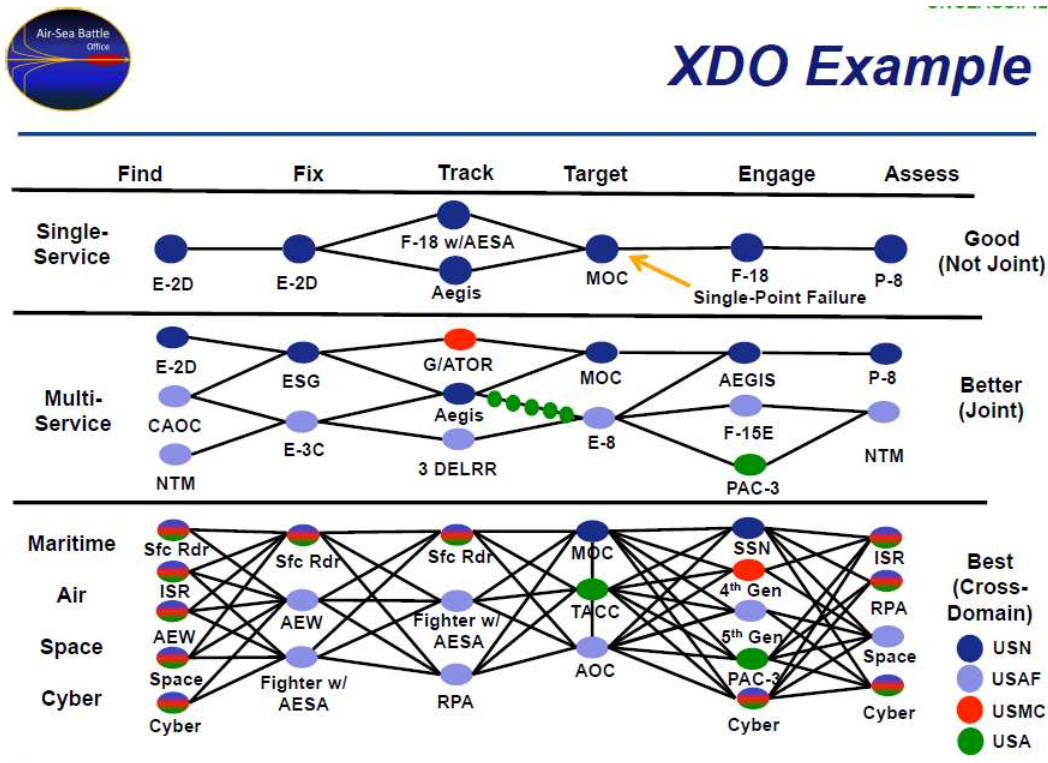 Air-Sea Battle
Office
XDO Example
Find Fix Track Target Engage Assess
Single-
Service
E-2D
E-2D
F-18 w/AESA
Aegis
MOC
F-18
Single-Point Failure
P-8
Good
(Not Joint)
Multi-
Service
E-2D
CAOC
NTM
ESG
E-3C
G/ATOR
Aegis
3 DELRR
MOC
E-8
AEGIS
F-15E
PAC-3
P-8
NTM
Better
(Joint)
Maritime
Air
Space
Cyber
Sfc Rdr
ISR
AEW
Space
Cyber
Sfc Rdr
AEW
Fighter w/
AESA
Sfc Rdr
Fighter w/
AESA
RPA
MOC
TACC
AOC
SSN
4th Gen
5th Gen
PAC-3
Cyber
ISR
RPA
Space
Cyber
Best
(Cross-
Domain)
USN
USAF
USMC
USA